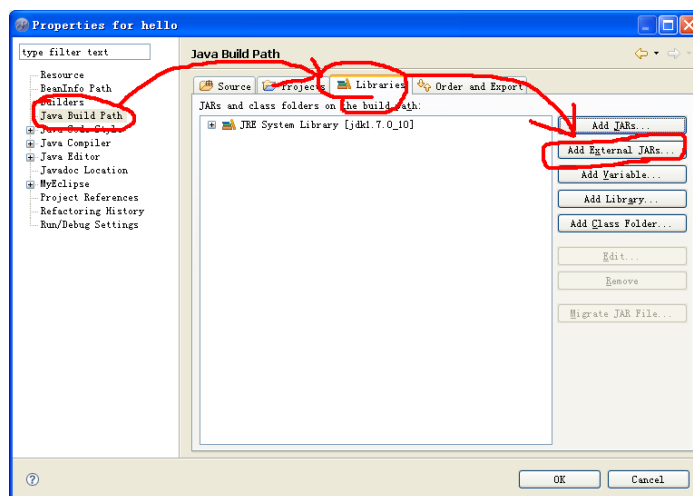 Properties for hello
type filter text
Java Build Path
Resource
BeanInfo Path
Builders
Java Build Path
Java Code Style
Java Compiler
Java Editor
Javadoc Location
MyEclipse
Project References
Refactoring History
Run/Debug Settings
Source
Projects
Libraries
Order and Export
JARs and class folders on the build path:
JRE System Library [jdk1.7.0_10]
Add JARs...
Add External JARs...
Add Variable...
Add Library...
Add Class Folder...
Edit...
Remove
Migrate JAR File...
OK
Cancel